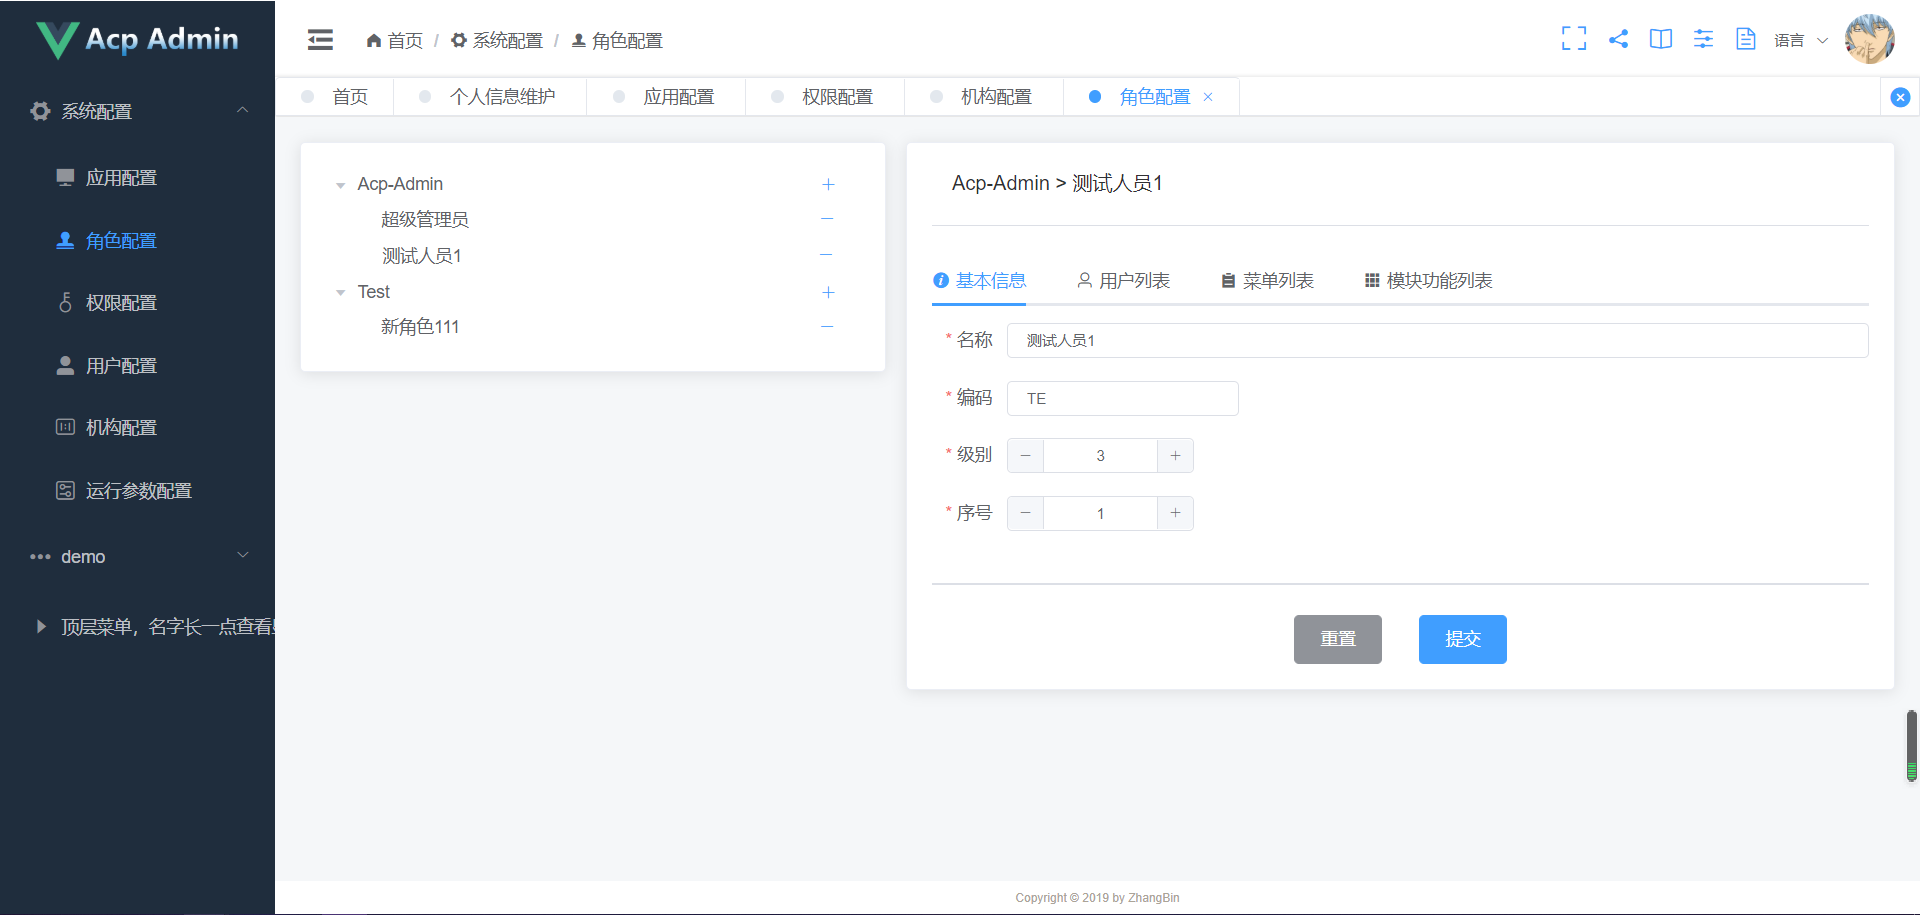 Acp Admin
系统配置
应用配置
角色配置
权限配置
用户配置
机构配置
运行参数配置
demo
顶层菜单，名字长一点查看
首页 / 系统配置 / 角色配置
语言
首页
个人信息维护
应用配置
权限配置
机构配置
角色配置
Acp-Admin
超级管理员
测试人员1
Test
新角色111
Acp-Admin > 测试人员1
基本信息
用户列表
菜单列表
模块功能列表
* 名称
测试人员1
* 编码
TE
* 级别
3
* 序号
1
重置
提交
Copyright © 2019 by ZhangBin